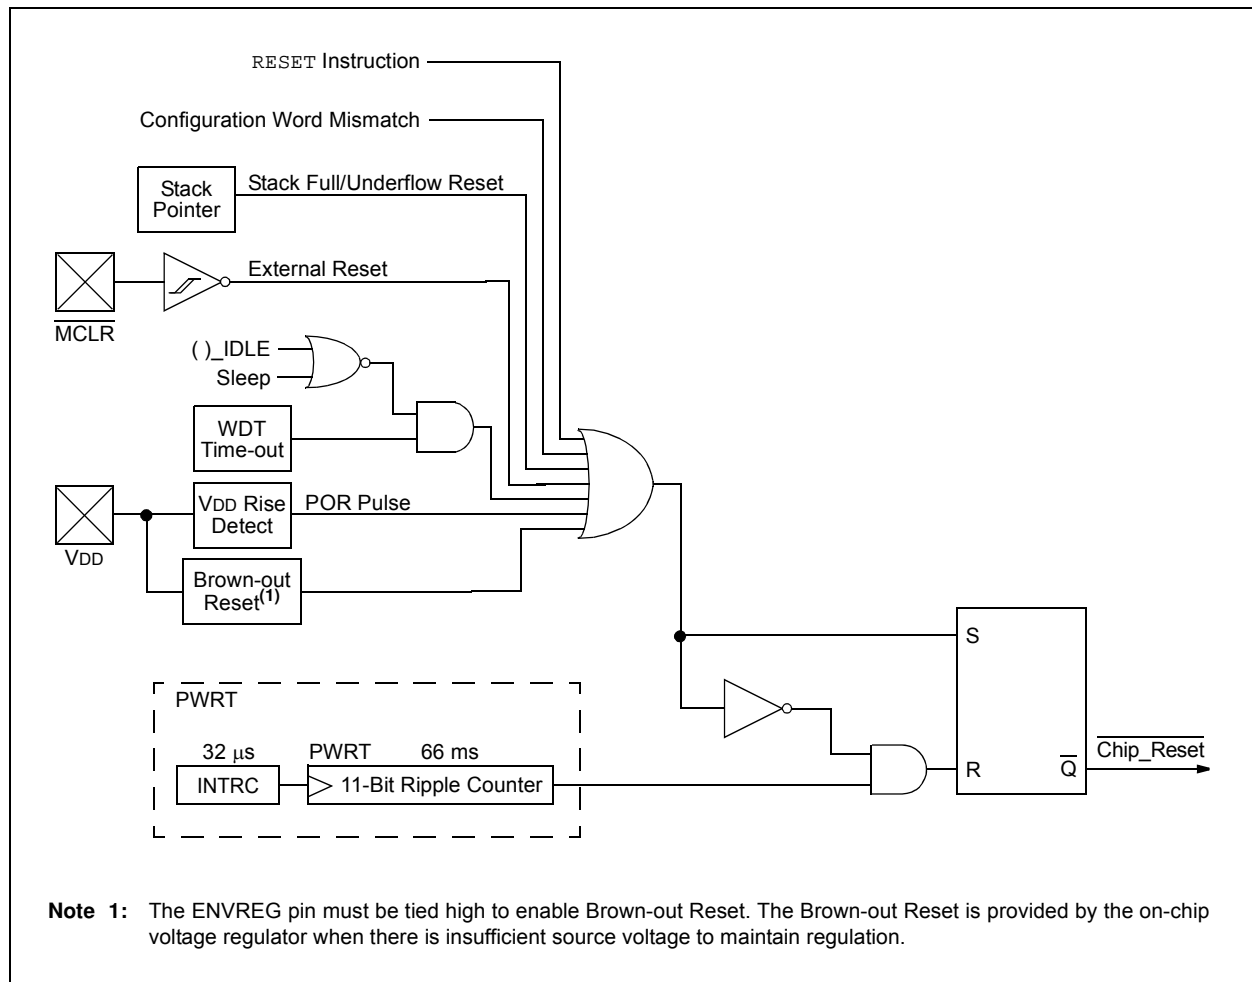 RESET Instruction
Configuration Word Mismatch
Stack
Pointer
Stack Full/Underflow Reset
External Reset
MCLR
( )_IDLE
Sleep
WDT
Time-out
VDD Rise
Detect
POR Pulse
VDD
Brown-out
Reset(1)
S
PWRT
32 μs
PWRT
66 ms
INTRC
11-Bit Ripple Counter
R
Q
Chip_Reset
Note 1: The ENVREG pin must be tied high to enable Brown-out Reset. The Brown-out Reset is provided by the on-chip
voltage regulator when there is insufficient source voltage to maintain regulation.